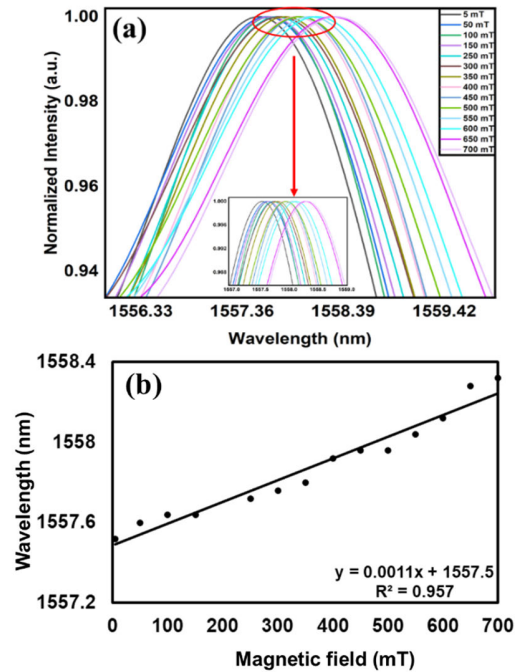 (a)
Normalized Intensity (a.u.)
1.00
0.98
0.96
0.94
5 mT
50 mT
100 mT
150 mT
250 mT
300 mT
350 mT
400 mT
450 mT
500 mT
550 mT
600 mT
650 mT
700 mT
1556.33 1557.36 1558.39 1559.42
Wavelength (nm)
(b)
Wavelength (nm)
1558.4
1558
1557.6
1557.2
y = 0.0011x + 1557.5
R² = 0.957
0 100 200 300 400 500 600 700
Magnetic field (mT)